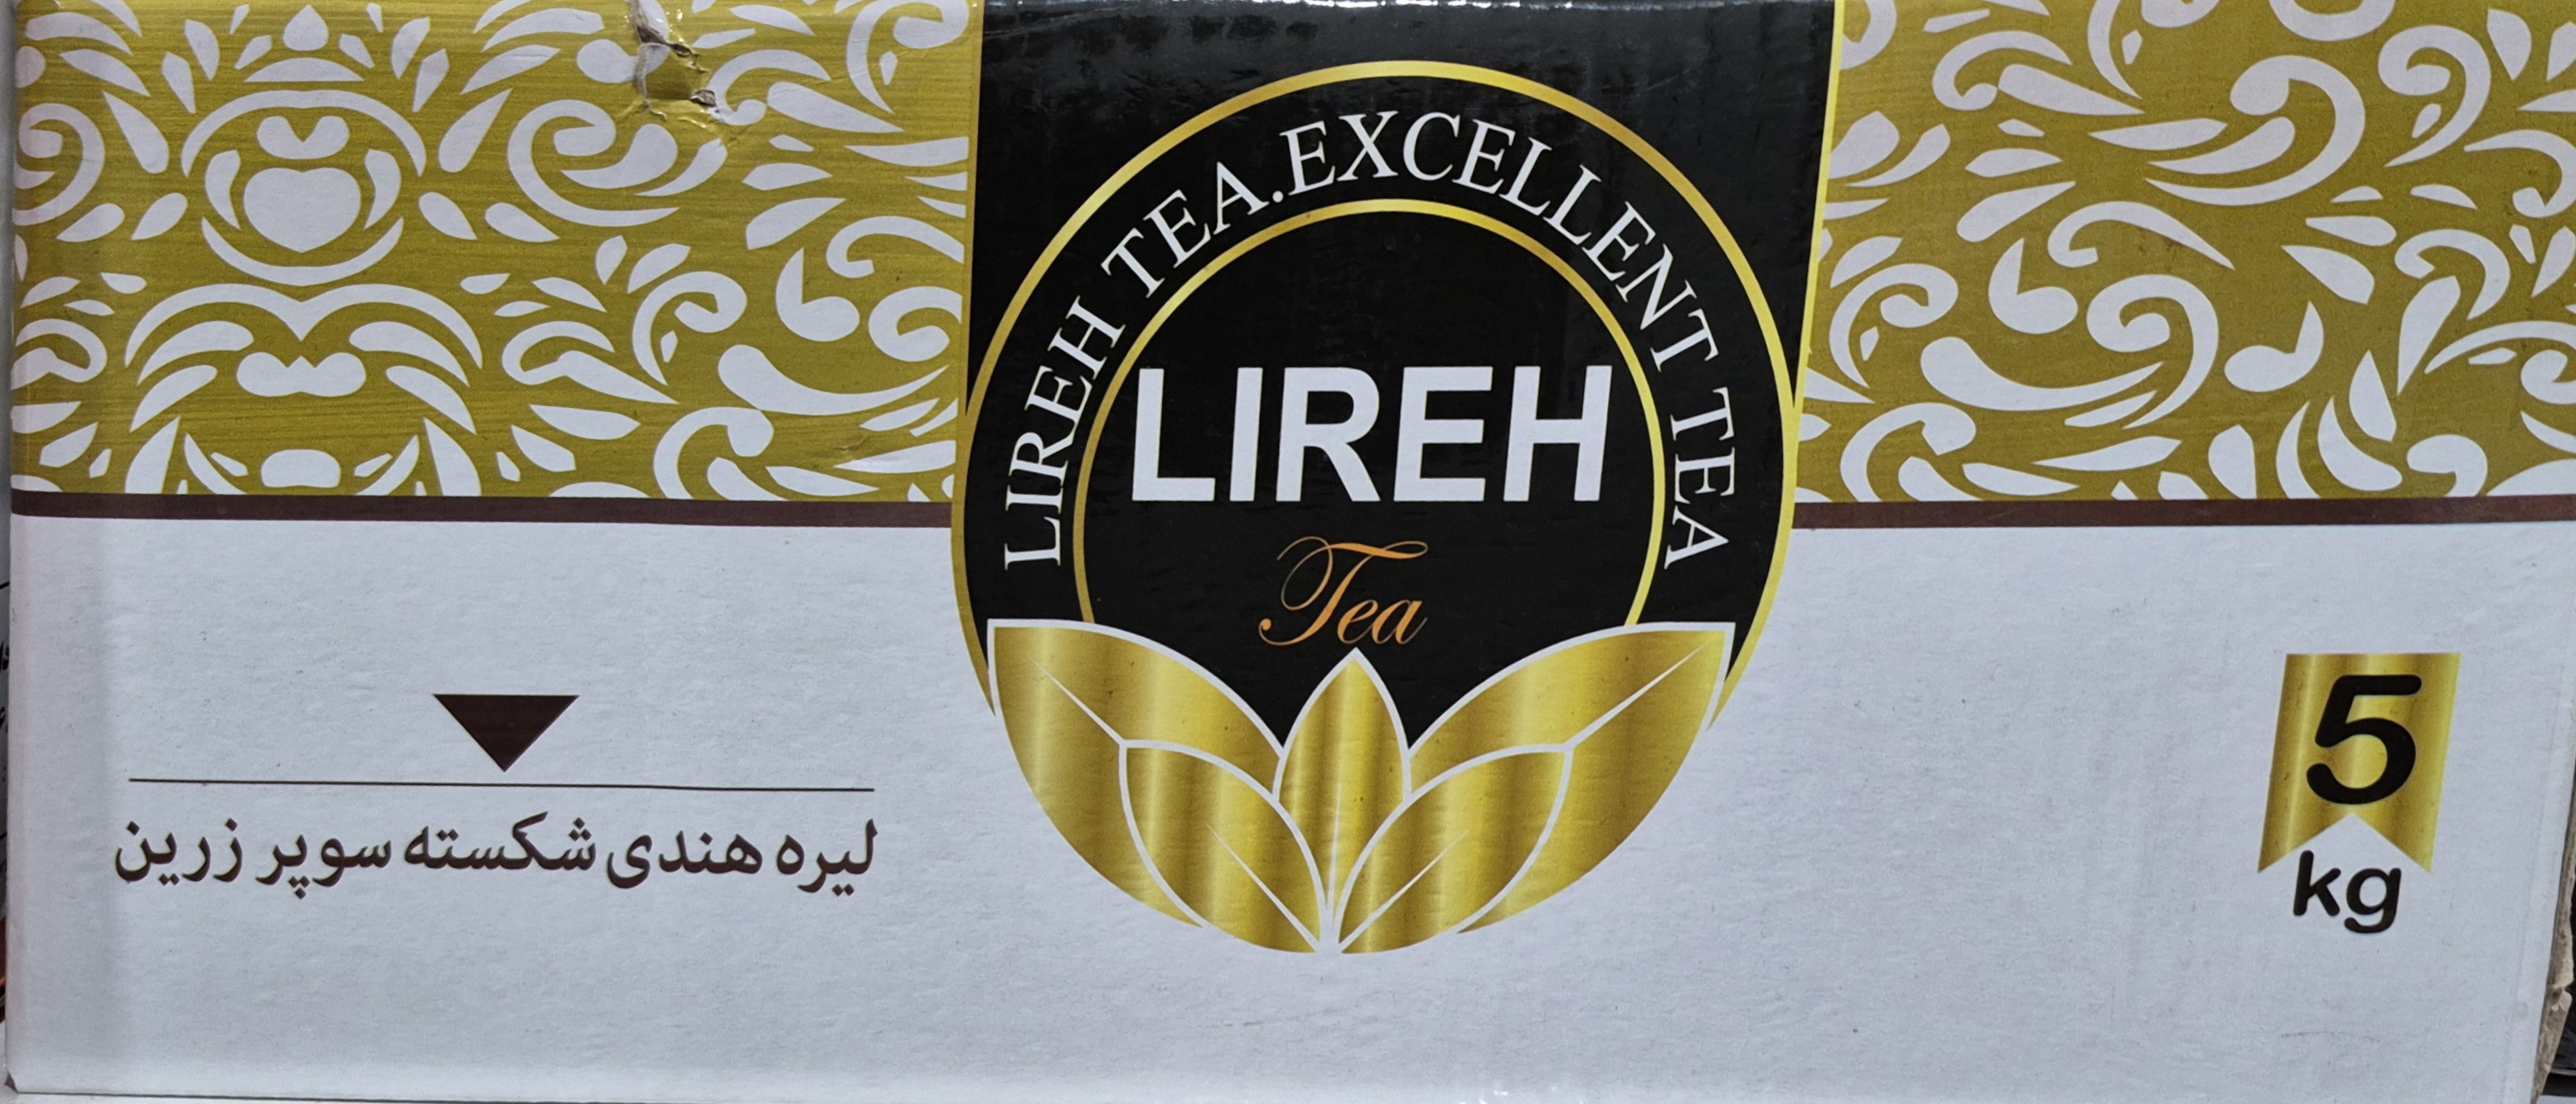 LIREH TEA.EXCELLENT TEA
LIREH
Tea
لیره هندی شکسته سوپر زرین
5
kg